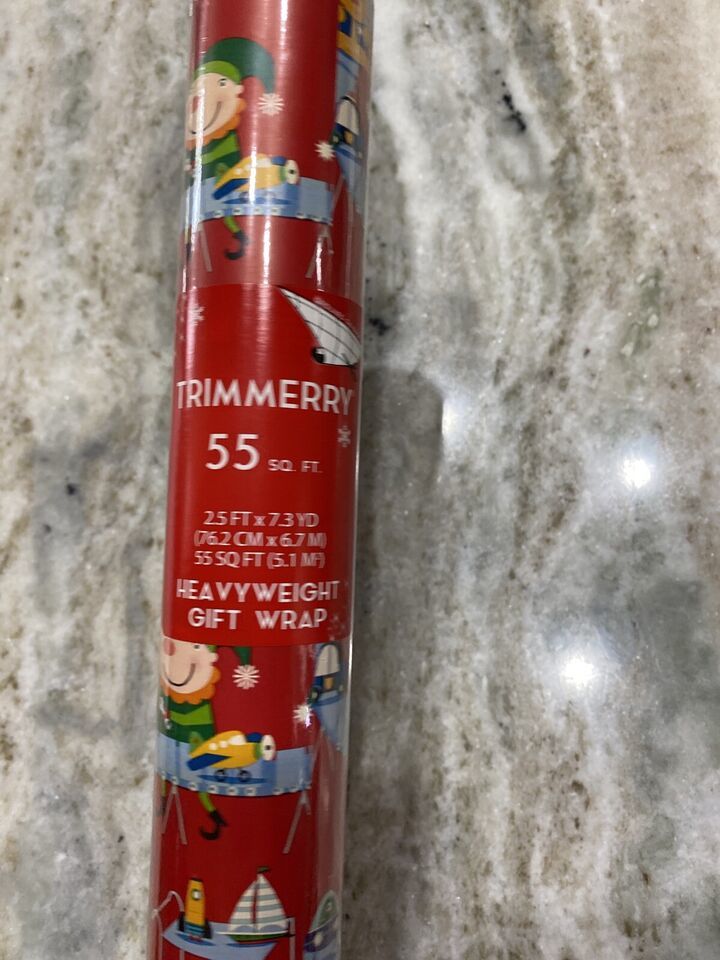 TRIMMERRY
55 SQ. FT.
2.5 FT x 7.3 YD
(76.2 CM x 6.7 M)
55 SQ FT (5.1 M²)
HEAVYWEIGHT
GIFT WRAP